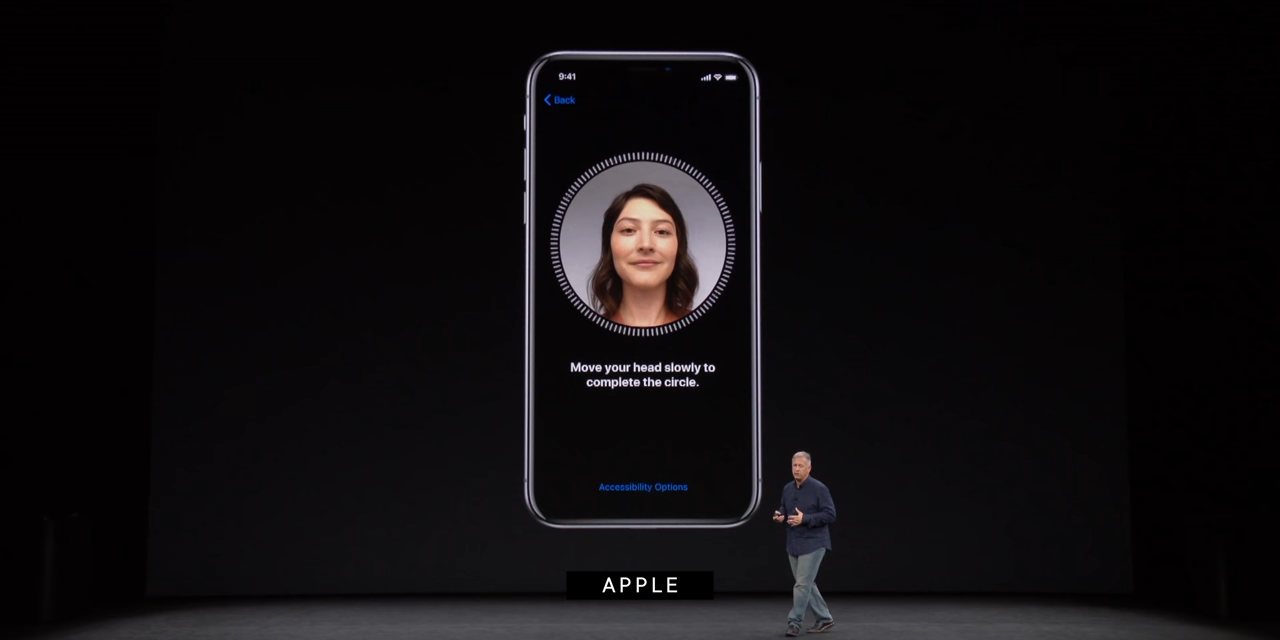 9:41
Back
Move your head slowly to
complete the circle.
Accessibility Options
APPLE